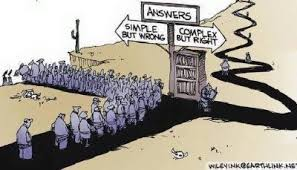 ANSWERS
SIMPLE
BUT WRONG
COMPLEX
BUT RIGHT
WILEYINK@EARTHLINK.NET